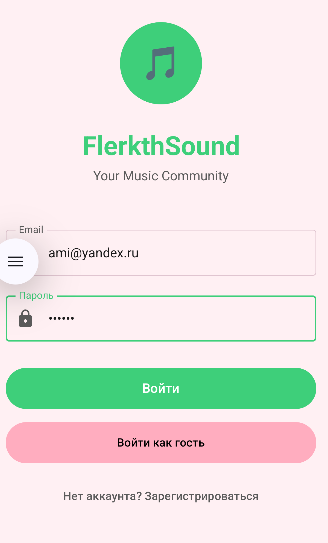 FlerkthSound
Your Music Community
Email
ami@yandex.ru
Пароль
••••••
Войти
Войти как гость
Нет аккаунта? Зарегистрироваться